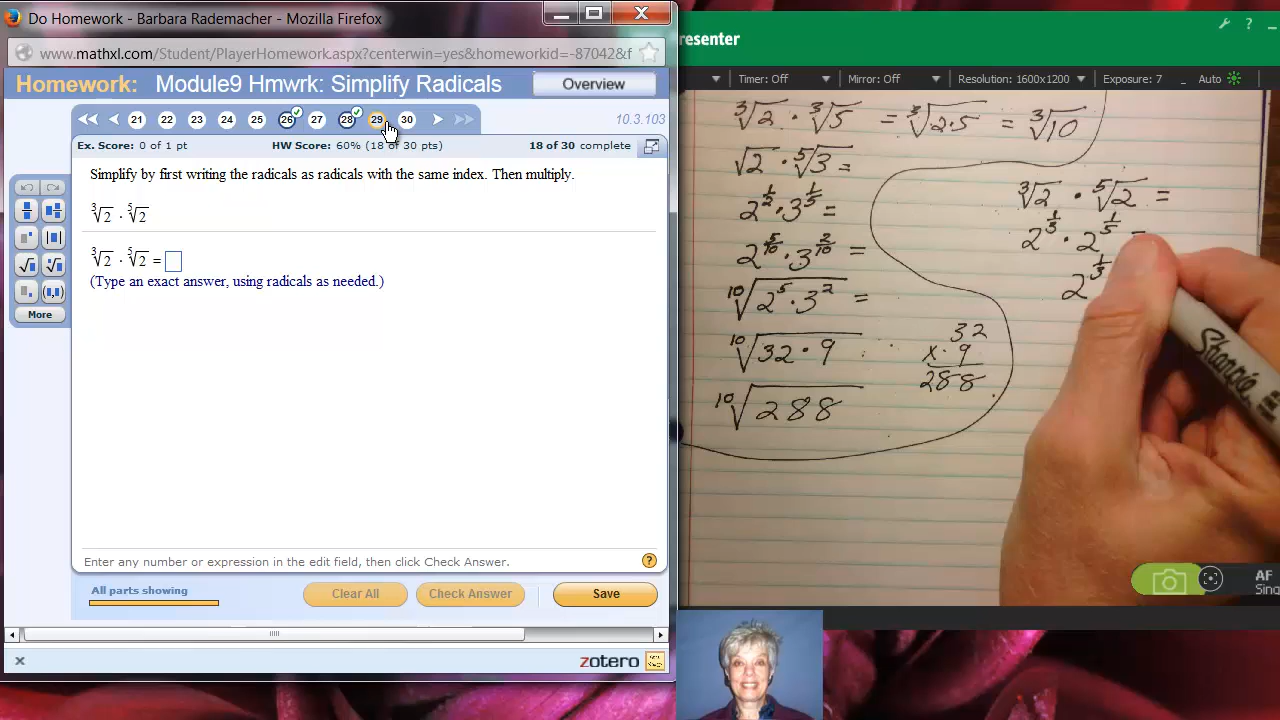 Do Homework - Barbara Rademacher - Mozilla Firefox
www.mathxl.com/Student/PlayerHomework.aspx?centerwin=yes&homeworkid=-87042&f
Homework: Module9 Hmwrk: Simplify Radicals Overview
21 22 23 24 25 26 27 28 29 30 10.3.103
Ex. Score: 0 of 1 pt HW Score: 60% (18 of 30 pts) 18 of 30 complete
Simplify by first writing the radicals as radicals with the same index. Then multiply.
∛2 · ⁵√2
∛2 · ⁵√2 =
(Type an exact answer, using radicals as needed.)
More
Enter any number or expression in the edit field, then click Check Answer.
?
All parts showing Clear All Check Answer Save
zotero
resenter
?
Timer: Off Mirror: Off Resolution: 1600x1200 Exposure: 7 Auto
∛2 · ∛5 = ∛2·5 = ∛10
√2 · ⁵√3 =
2^(1/2) · 3^(1/5) =
2^(5/10) · 3^(2/10) =
¹⁰√2⁵ · 3² =
¹⁰√32 · 9
¹⁰√288
32
x 9
288
∛2 · ⁵√2 =
2^(1/3) · 2^(1/5) =
2^(1/3
Sharpie
AF
Sing